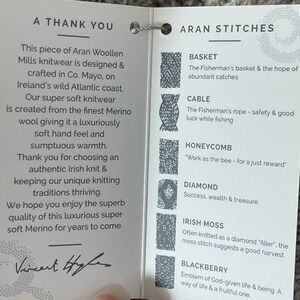 A THANK YOU
This piece of Aran Woollen
Mills knitwear is designed &
crafted in Co. Mayo, on
Ireland's wild Atlantic coast.
Our super soft knitwear
is created from the finest Merino
wool giving it a luxuriously
soft hand feel and
sumptuous warmth.
Thank you for choosing an
authentic Irish knit &
keeping our unique knitting
traditions thriving.
We hope you enjoy the superb
quality of this luxurious super
soft Merino for years to come.
Vincent Hughes
ARAN STITCHES
BASKET
The Fisherman's basket & the hope of
abundant catches
CABLE
The Fisherman's rope - safety & good
luck while fishing
HONEYCOMB
"Work as the bee - for a just reward"
DIAMOND
Success, wealth & treasure
IRISH MOSS
Often knitted as a diamond "filler". the
moss stitch suggests a good harvest
BLACKBERRY
Emblem of God-given life & being. A
way of life & a fruitful one.